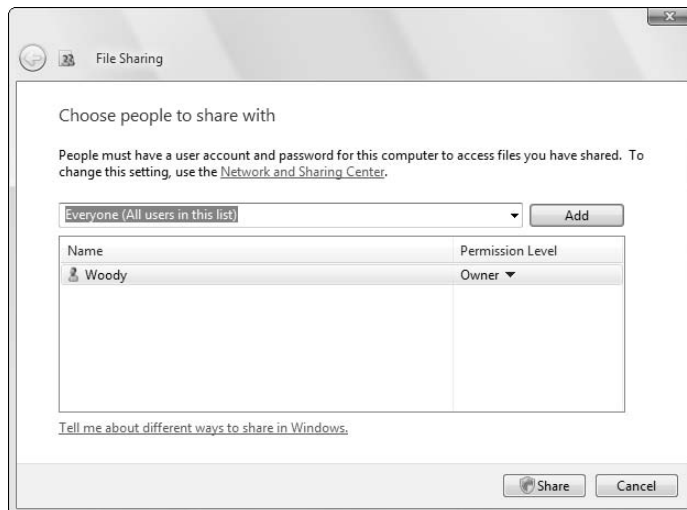 File Sharing
Choose people to share with
People must have a user account and password for this computer to access files you have shared. To
change this setting, use the Network and Sharing Center.
Everyone (All users in this list)
Add
Name Permission Level
Woody Owner
Tell me about different ways to share in Windows.
Share Cancel